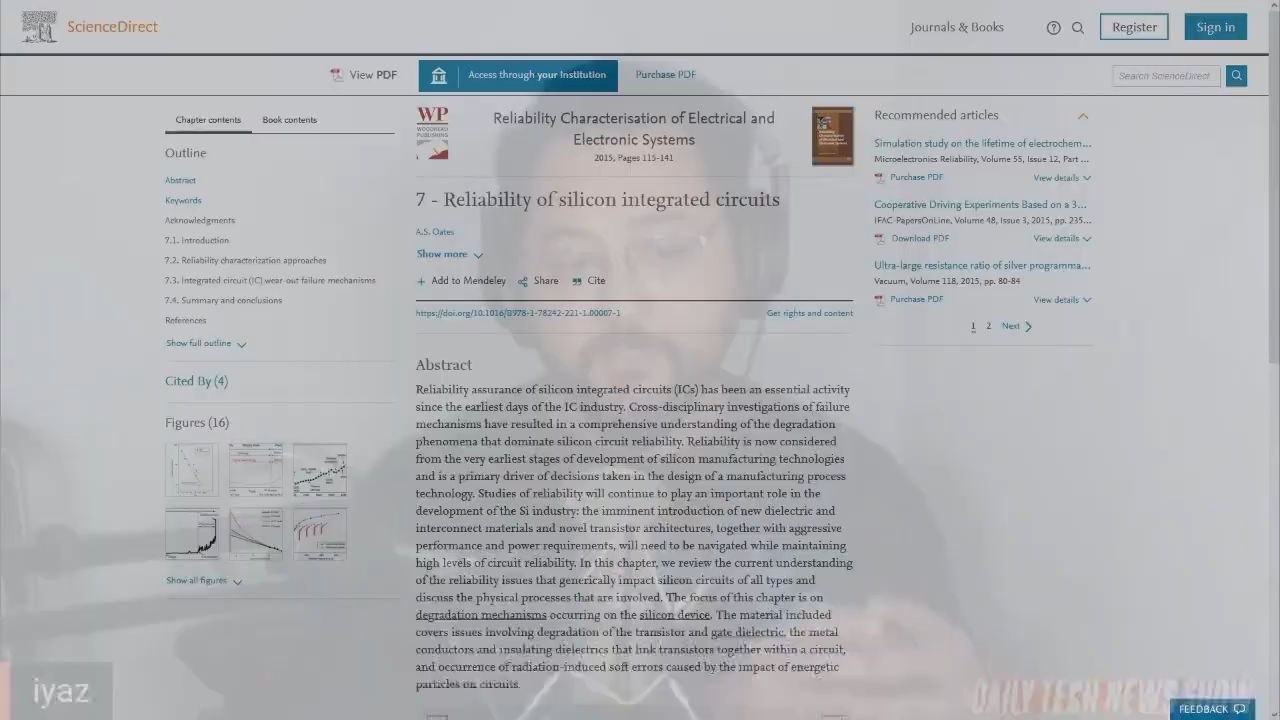 ScienceDirect
Journals & Books
Register
Sign in
View PDF
Access through your Institution
Purchase PDF
Search ScienceDirect
Chapter contents
Book contents
Outline
Abstract
Keywords
Acknowledgments
7.1. Introduction
7.2. Reliability characterization approaches
7.3. Integrated circuit (IC) wear-out failure mechanisms
7.4. Summary and conclusions
References
Show full outline
Cited By (4)
Figures (16)
Show all figures
WP
WOODHEAD
PUBLISHING
Reliability Characterisation of Electrical and
Electronic Systems
2015, Pages 115-141
7 - Reliability of silicon integrated circuits
A.S. Oates
Show more
Add to Mendeley
Share
Cite
https://doi.org/10.1016/B978-1-78242-221-1.00007-1
Get rights and content
Abstract
Reliability assurance of silicon integrated circuits (ICs) has been an essential activity
since the earliest days of the IC industry. Cross-disciplinary investigations of failure
mechanisms have resulted in a comprehensive understanding of the degradation
phenomena that dominate silicon circuit reliability. Reliability is now considered
from the very earliest stages of development of silicon manufacturing technologies
and is a primary driver of decisions taken in the design of a manufacturing process
technology. Studies of reliability will continue to play an important role in the
development of the Si industry: the imminent introduction of new dielectric and
interconnect materials and novel transistor architectures, together with aggressive
performance and power requirements, will need to be navigated while maintaining
high levels of circuit reliability. In this chapter, we review the current understanding
of the reliability issues that generically impact silicon circuits of all types and
discuss the physical processes that are involved. The focus of this chapter is on
degradation mechanisms occurring on the silicon device. The material included
covers issues involving degradation of the transistor and gate dielectric, the metal
conductors and insulating dielectrics that link transistors together within a circuit,
and occurrence of radiation-induced soft errors caused by the impact of energetic
particles on circuits.
Recommended articles
Simulation study on the lifetime of electrochem...
Microelectronics Reliability, Volume 55, Issue 12, Part ...
Purchase PDF
View details
Cooperative Driving Experiments Based on a 3...
IFAC-PapersOnLine, Volume 48, Issue 3, 2015, pp. 235...
Download PDF
View details
Ultra-large resistance ratio of silver programma...
Vacuum, Volume 118, 2015, pp. 80-84
Purchase PDF
View details
1 2 Next
iyaz
DAILY TECH NEWS SHOW
FEEDBACK